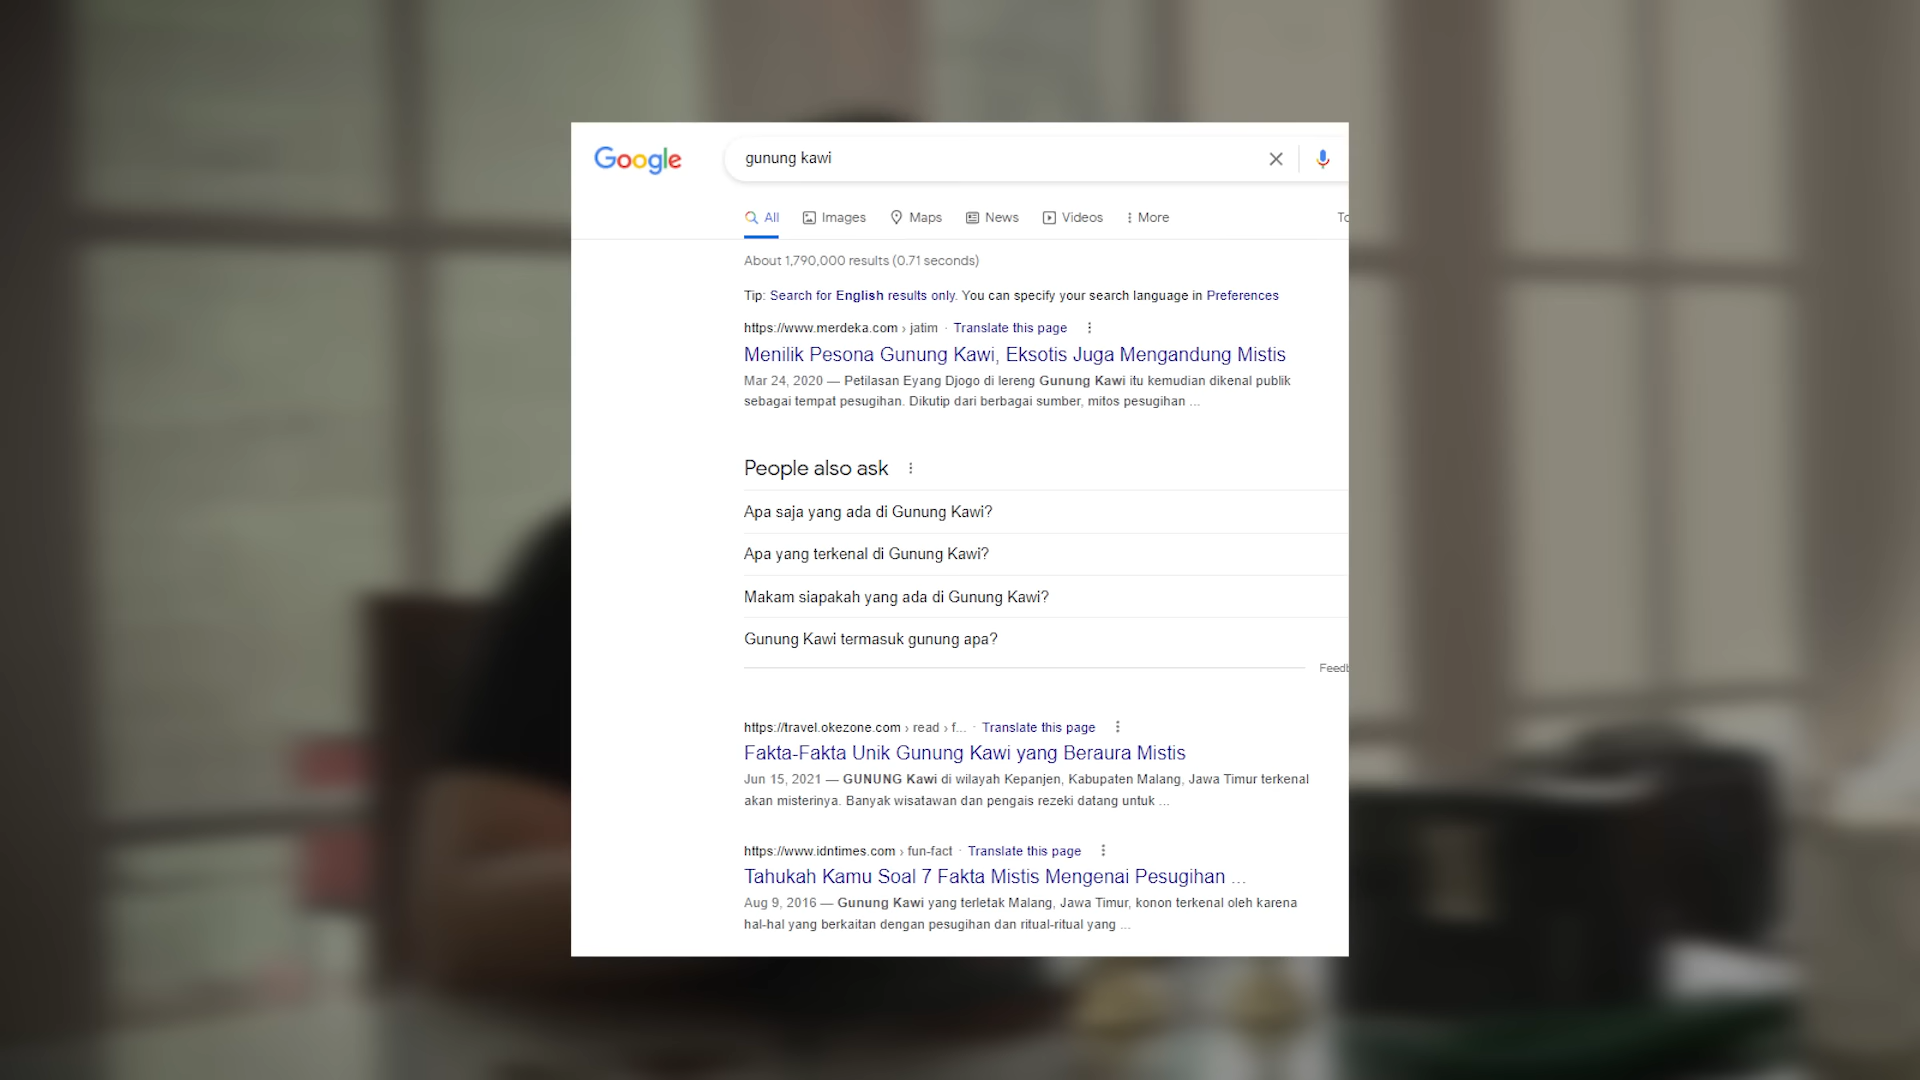 Google
gunung kawi
All Images Maps News Videos More
About 1,790,000 results (0.71 seconds)
Tip: Search for English results only. You can specify your search language in Preferences
https://www.merdeka.com › jatim · Translate this page
Menilik Pesona Gunung Kawi, Eksotis Juga Mengandung Mistis
Mar 24, 2020 — Petilasan Eyang Djogo di lereng Gunung Kawi itu kemudian dikenal publik
sebagai tempat pesugihan. Dikutip dari berbagai sumber, mitos pesugihan ...
People also ask
Apa saja yang ada di Gunung Kawi?
Apa yang terkenal di Gunung Kawi?
Makam siapakah yang ada di Gunung Kawi?
Gunung Kawi termasuk gunung apa?
https://travel.okezone.com › read › f... · Translate this page
Fakta-Fakta Unik Gunung Kawi yang Beraura Mistis
Jun 15, 2021 — GUNUNG Kawi di wilayah Kepanjen, Kabupaten Malang, Jawa Timur terkenal
akan misterinya. Banyak wisatawan dan pengais rezeki datang untuk ...
https://www.idntimes.com › fun-fact · Translate this page
Tahukah Kamu Soal 7 Fakta Mistis Mengenai Pesugihan ...
Aug 9, 2016 — Gunung Kawi yang terletak Malang, Jawa Timur, konon terkenal oleh karena
hal-hal yang berkaitan dengan pesugihan dan ritual-ritual yang ...